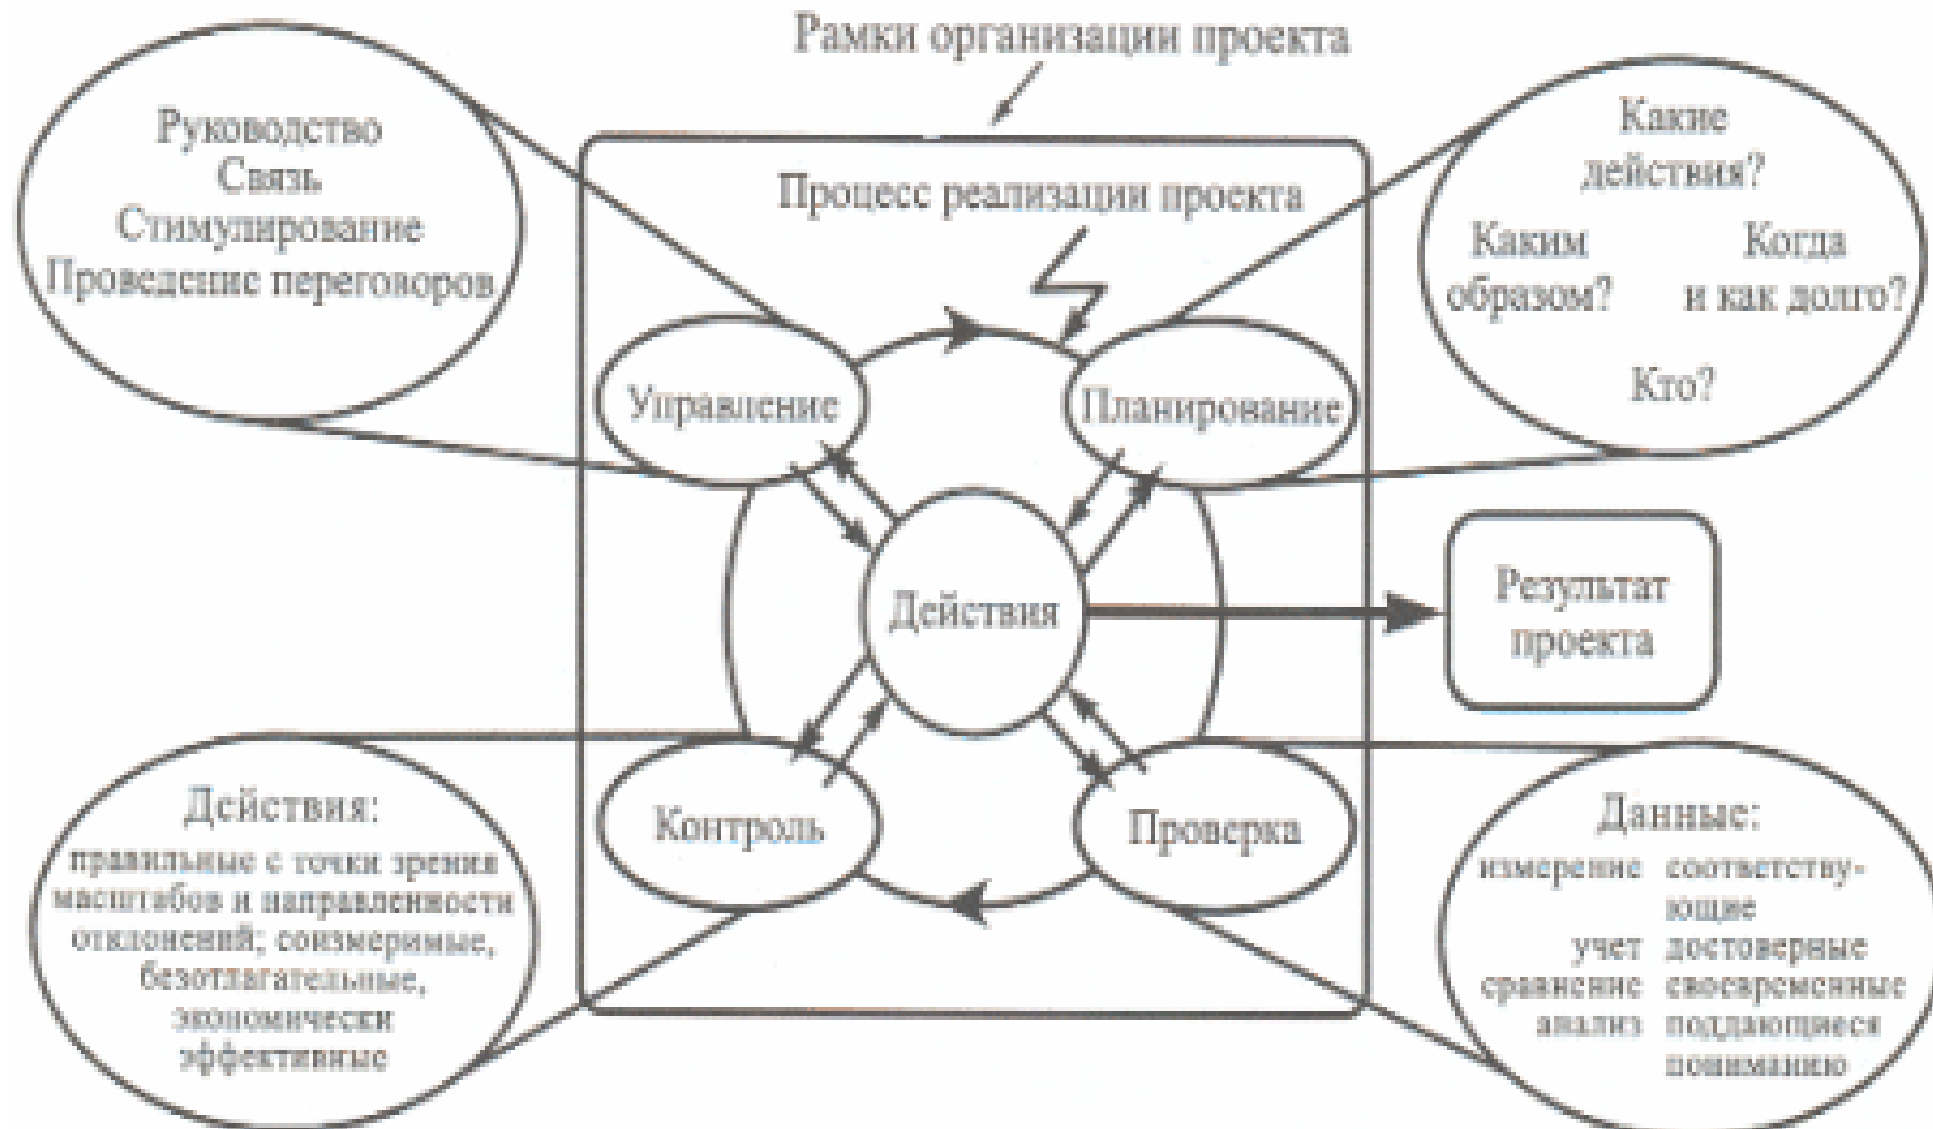 Рамки организации проекта
Руководство
Связь
Стимулирование
Проведение переговоров
Процесс реализации проекта
Какие
действия?
Каким
образом?
Когда
и как долго?
Кто?
Управление
Планирование
Действия
Результат
проекта
Контроль
Проверка
Действия:
правильные с точки зрения
масштабов и направленности
отклонений; соизмеримые,
безотлагательные,
экономически
эффективные
Данные:
измерение соответству-
ющие
учет достоверные
сравнение своевременные
анализ поддающиеся
пониманию